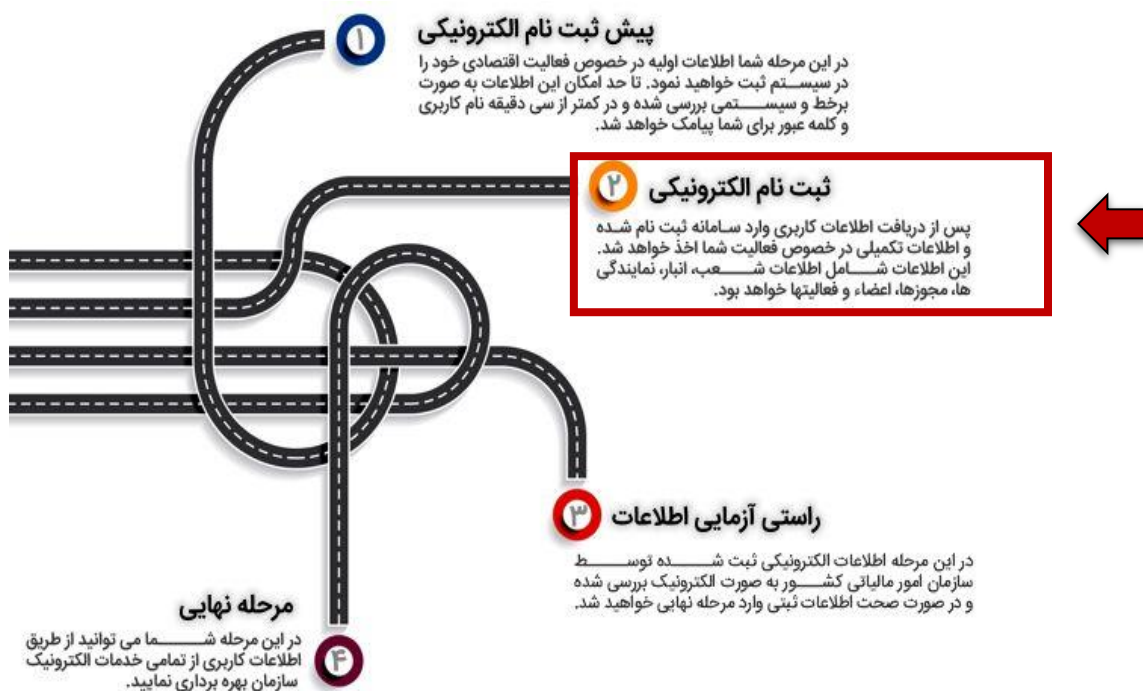 ۱
پیش ثبت نام الکترونیکی
در این مرحله شما اطلاعات اولیه در خصوص فعالیت اقتصادی خود را
در سیستم ثبت خواهید نمود. تا حد امکان این اطلاعات به صورت
برخط و سیستمی بررسی شده و در کمتر از سی دقیقه نام کاربری
و کلمه عبور برای شما پیامک خواهد شد.
۲
ثبت نام الکترونیکی
پس از دریافت اطلاعات کاربری وارد سامانه ثبت نام شده
و اطلاعات تکمیلی در خصوص فعالیت شما اخذ خواهد شد.
این اطلاعات شامل اطلاعات شعب، انبار، نمایندگی
ها، مجوزها، اعضاء و فعالیتها خواهد بود.
۳
راستی آزمایی اطلاعات
در این مرحله اطلاعات الکترونیکی ثبت شده توسط
سازمان امور مالیاتی کشور به صورت الکترونیک بررسی شده
و در صورت صحت اطلاعات ثبتی وارد مرحله نهایی خواهید شد.
۴
مرحله نهایی
در این مرحله شما می توانید از طریق
اطلاعات کاربری از تمامی خدمات الکترونیک
سازمان بهره برداری نمایید.